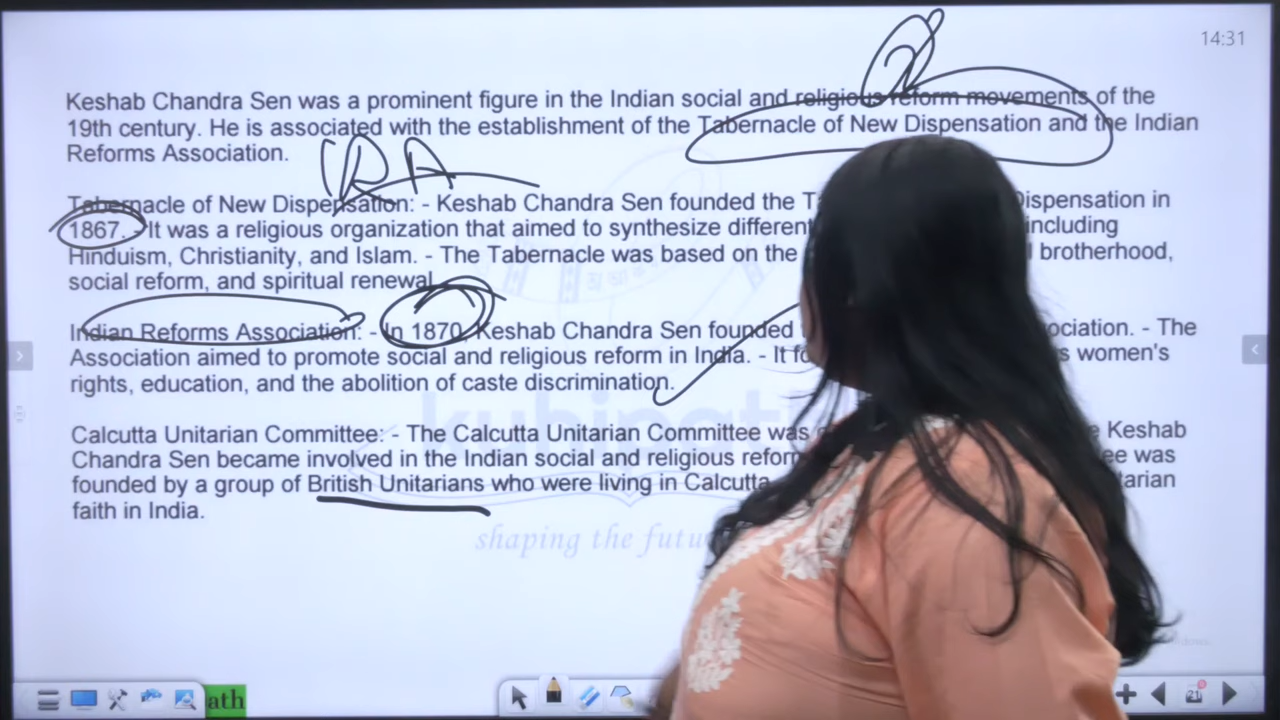 14:31
Keshab Chandra Sen was a prominent figure in the Indian social and religious reform movements of the
19th century. He is associated with the establishment of the Tabernacle of New Dispensation and the Indian
Reforms Association.
IRA
Tabernacle of New Dispensation: - Keshab Chandra Sen founded the Dispensation in
1867. - It was a religious organization that aimed to synthesize different including
Hinduism, Christianity, and Islam. - The Tabernacle was based on the brotherhood,
social reform, and spiritual renewal
Indian Reforms Association: - In 1870, Keshab Chandra Sen founded - The
Association aimed to promote social and religious reform in India. - It women's
rights, education, and the abolition of caste discrimination.
Calcutta Unitarian Committee: - The Calcutta Unitarian Committee was Keshab
Chandra Sen became involved in the Indian social and religious reform was
founded by a group of British Unitarians who were living in Calcutta
faith in India.
shaping the
ath
21